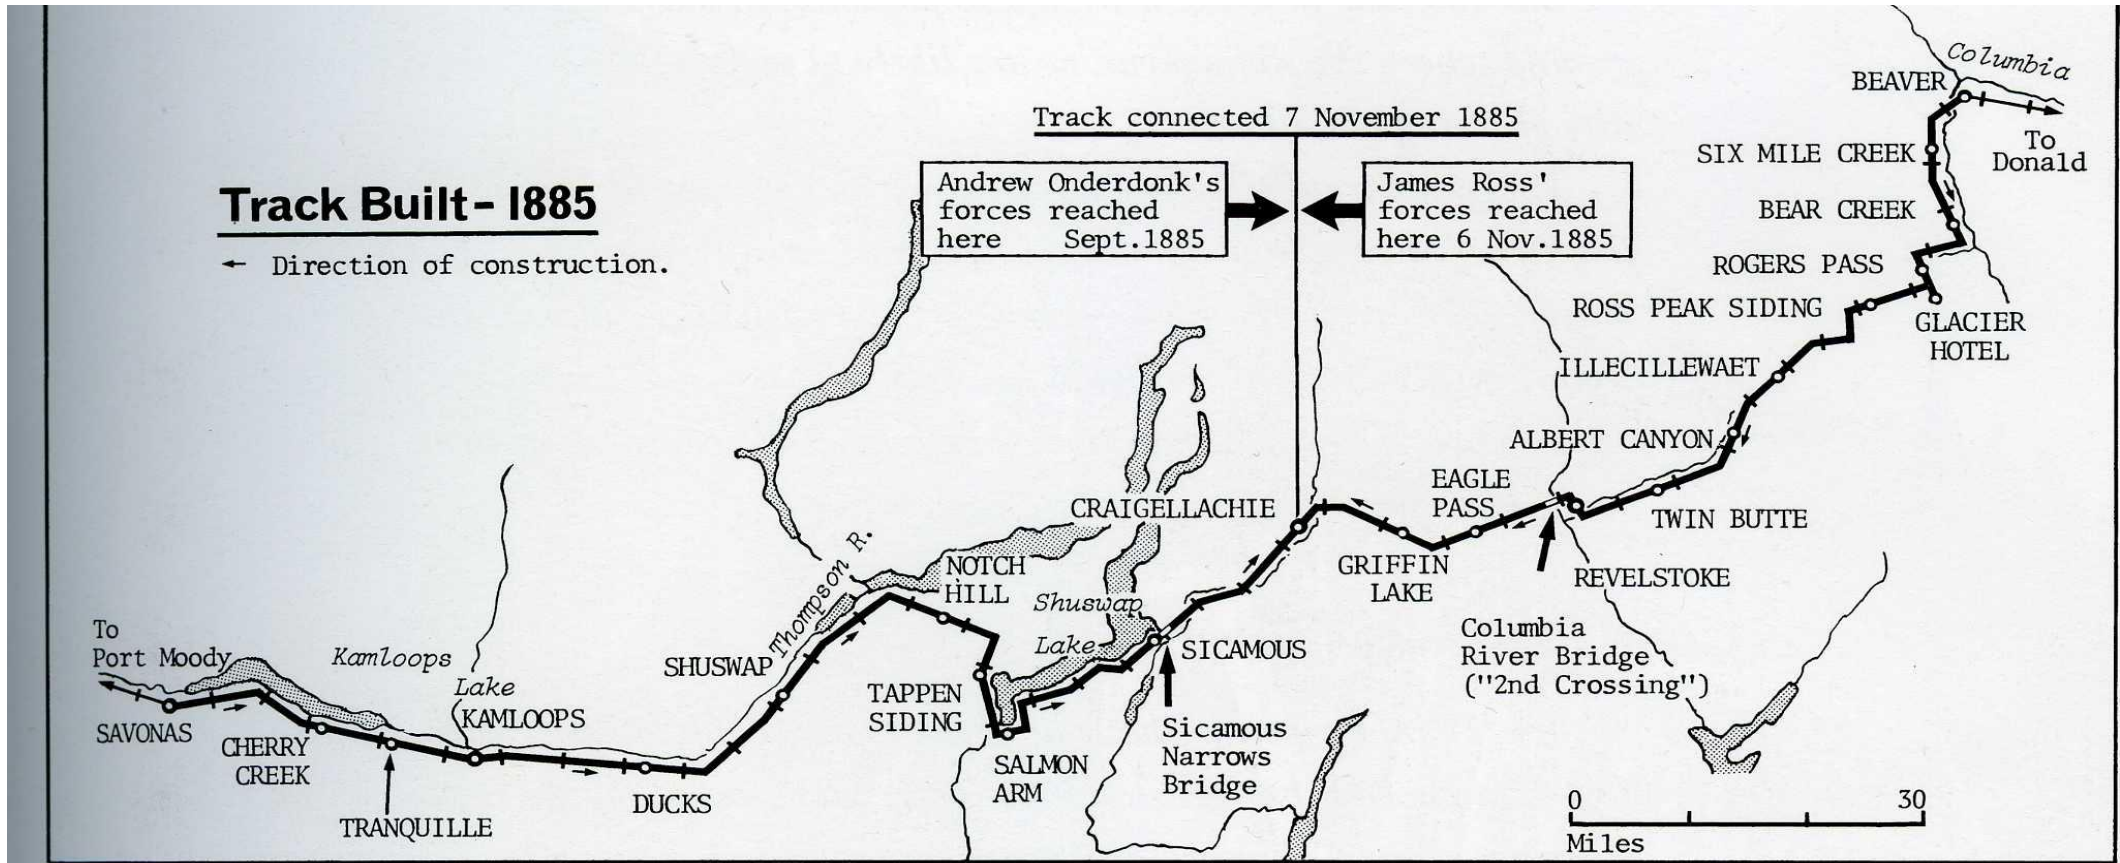 Columbia
BEAVER
To
Donald
Track connected 7 November 1885
SIX MILE CREEK
Andrew Onderdonk's
forces reached
here Sept.1885
James Ross'
forces reached
here 6 Nov.1885
Track Built - 1885
← Direction of construction.
BEAR CREEK
ROGERS PASS
ROSS PEAK SIDING
GLACIER
HOTEL
ILLECILLEWAET
ALBERT CANYON
EAGLE
PASS
CRAIGELLACHIE
TWIN BUTTE
Thompson R.
NOTCH
HILL
GRIFFIN
LAKE
REVELSTOKE
Shuswap
Lake
SICAMOUS
Columbia
River Bridge
("2nd Crossing")
To
Port Moody
Kamloops
Lake
KAMLOOPS
SHUSWAP
TAPPEN
SIDING
SAVONAS
CHERRY
CREEK
Sicamous
Narrows
Bridge
SALMON
ARM
DUCKS
TRANQUILLE
0 30
Miles